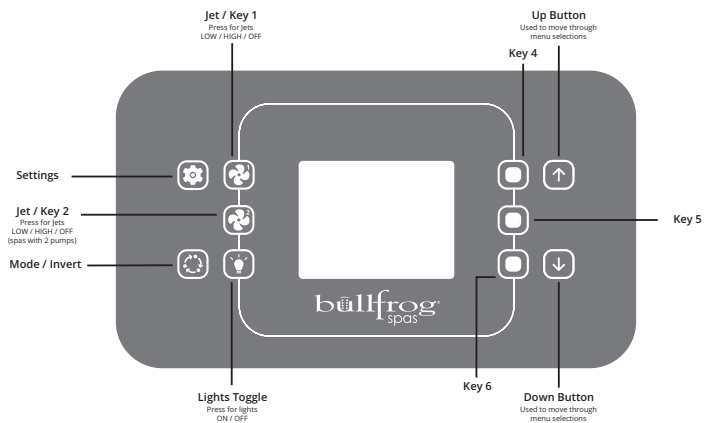 Jet / Key 1
Press for Jets
LOW / HIGH / OFF
Up Button
Used to move through
menu selections
Key 4
Settings
1
Jet / Key 2
Press for Jets
LOW / HIGH / OFF
(spas with 2 pumps)
2
Key 5
Mode / Invert
bullfrog®
spas
Key 6
Lights Toggle
Press for lights
ON / OFF
Down Button
Used to move through
menu selections